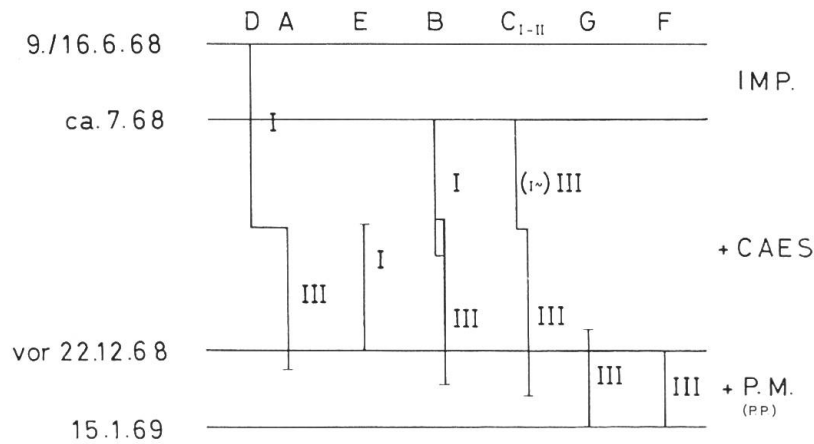 D A E B C I-II G F
9./16.6.68
IMP.
ca. 7.68
I
I (I~) III
+ CAES
I
III
III III
vor 22.12.68
III III + P.M.
(PP)
15.1.69